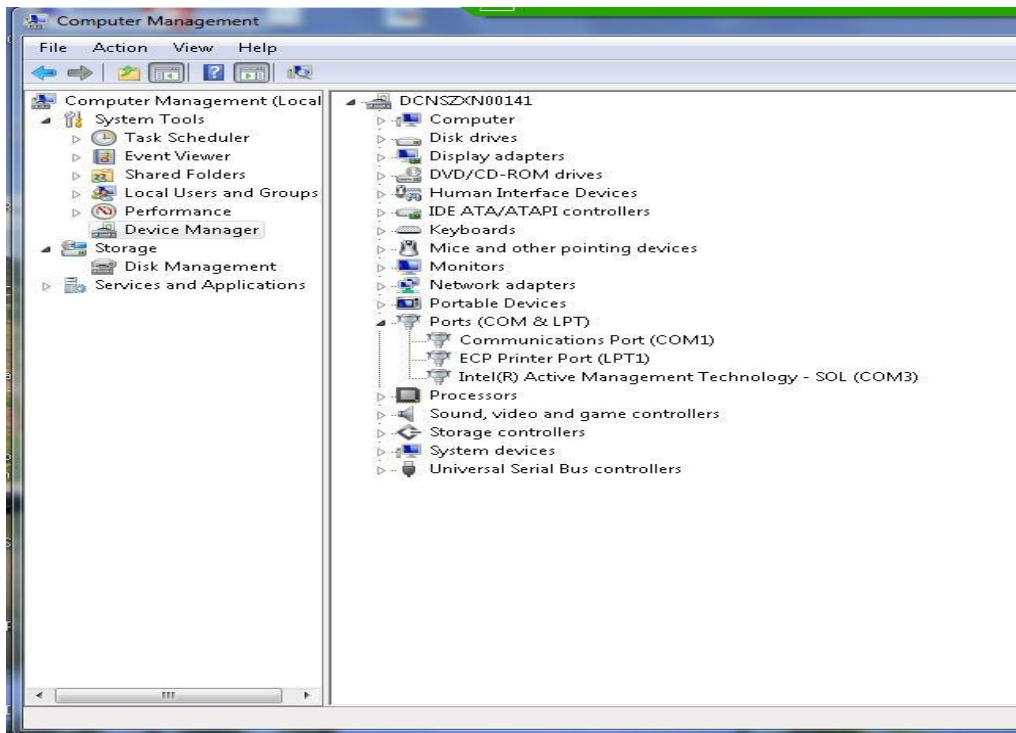 Computer Management
File Action View Help
Computer Management (Local
System Tools
Task Scheduler
Event Viewer
Shared Folders
Local Users and Groups
Performance
Device Manager
Storage
Disk Management
Services and Applications
DCNSZXN00141
Computer
Disk drives
Display adapters
DVD/CD-ROM drives
Human Interface Devices
IDE ATA/ATAPI controllers
Keyboards
Mice and other pointing devices
Monitors
Network adapters
Portable Devices
Ports (COM & LPT)
Communications Port (COM1)
ECP Printer Port (LPT1)
Intel(R) Active Management Technology - SOL (COM3)
Processors
Sound, video and game controllers
Storage controllers
System devices
Universal Serial Bus controllers